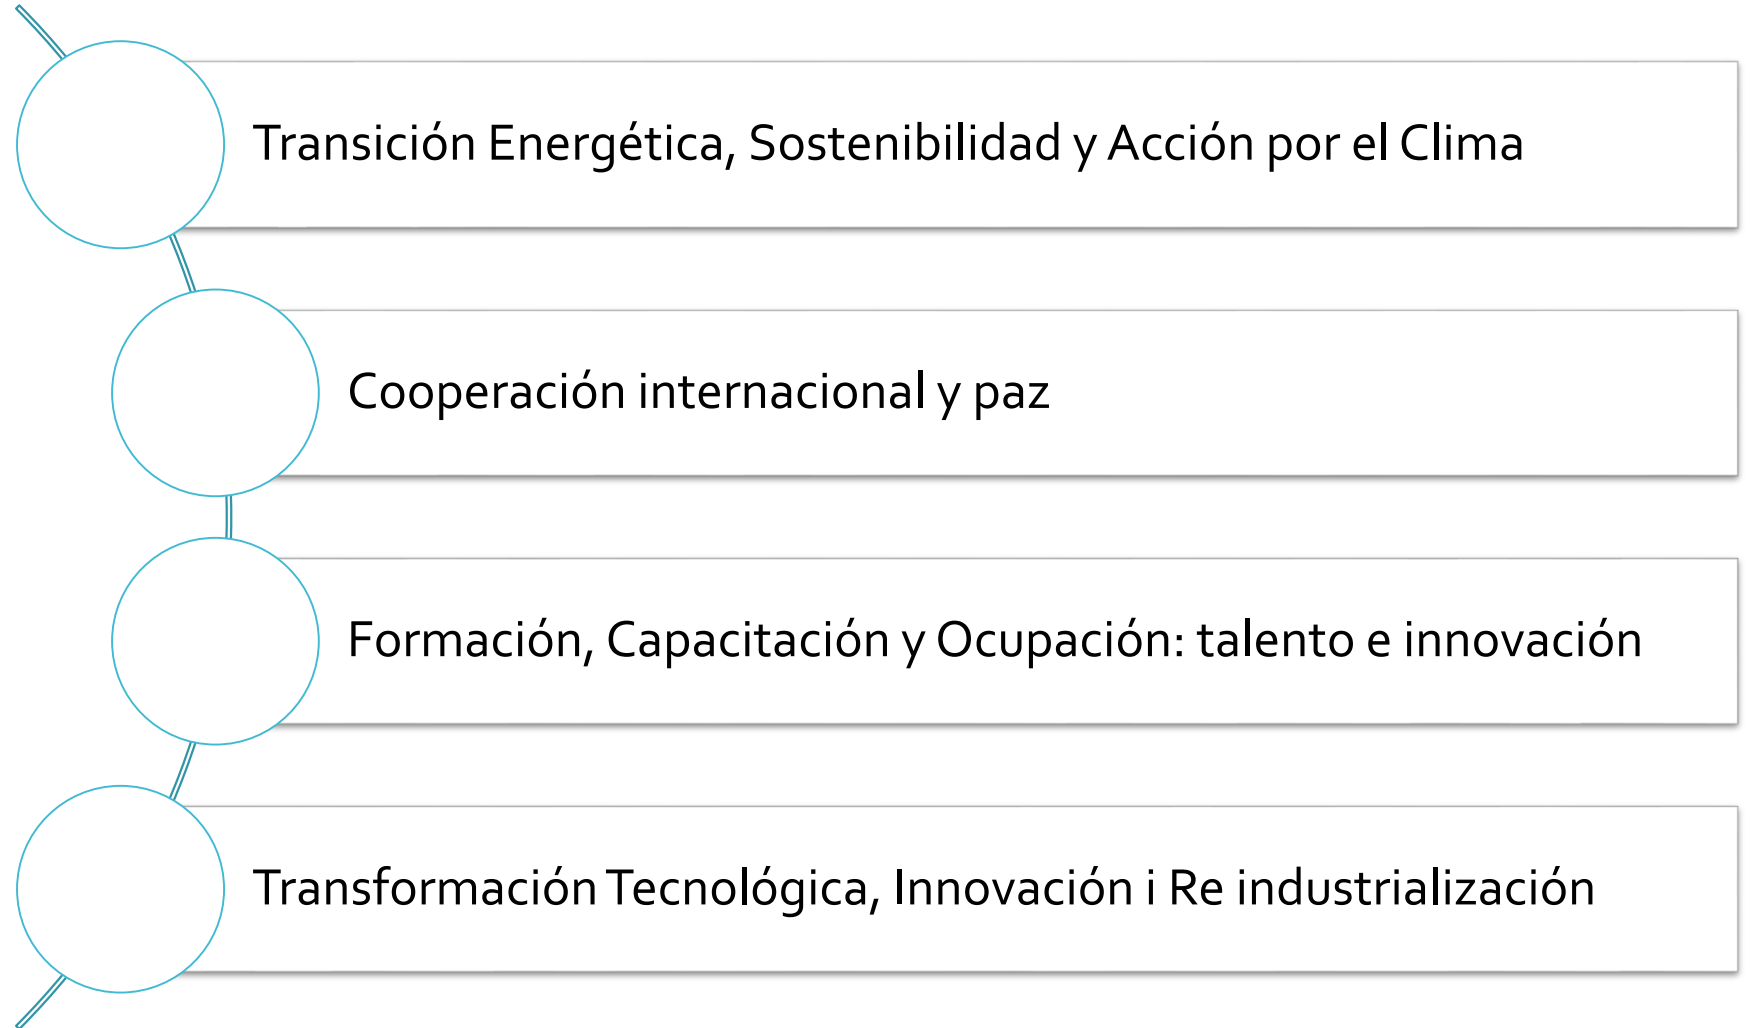 Transición Energética, Sostenibilidad y Acción por el Clima
Cooperación internacional y paz
Formación, Capacitación y Ocupación: talento e innovación
Transformación Tecnológica, Innovación i Re industrialización